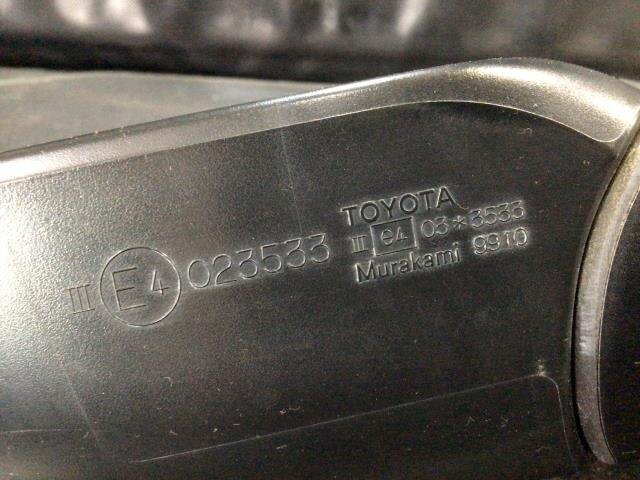 III E4 023533
TOYOTA
III e4 03*3533
Murakami 9910